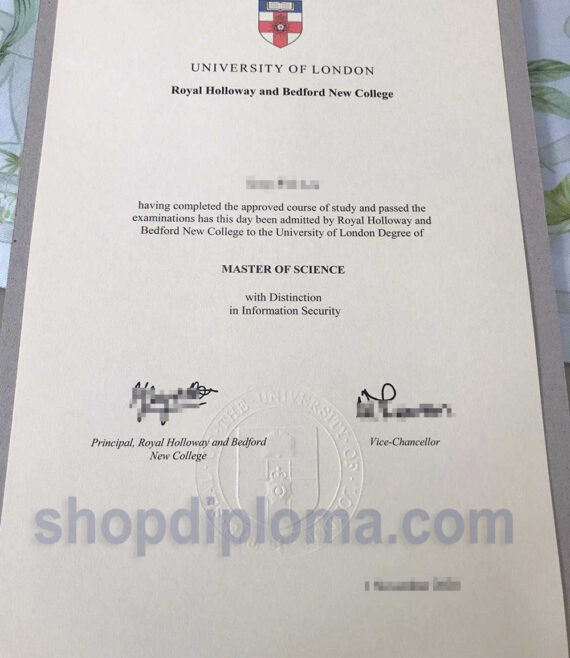 UNIVERSITY OF LONDON
Royal Holloway and Bedford New College
having completed the approved course of study and passed the
examinations has this day been admitted by Royal Holloway and
Bedford New College to the University of London Degree of
MASTER OF SCIENCE
with Distinction
in Information Security
Principal, Royal Holloway and Bedford
New College
Vice-Chancellor
shopdiploma.com